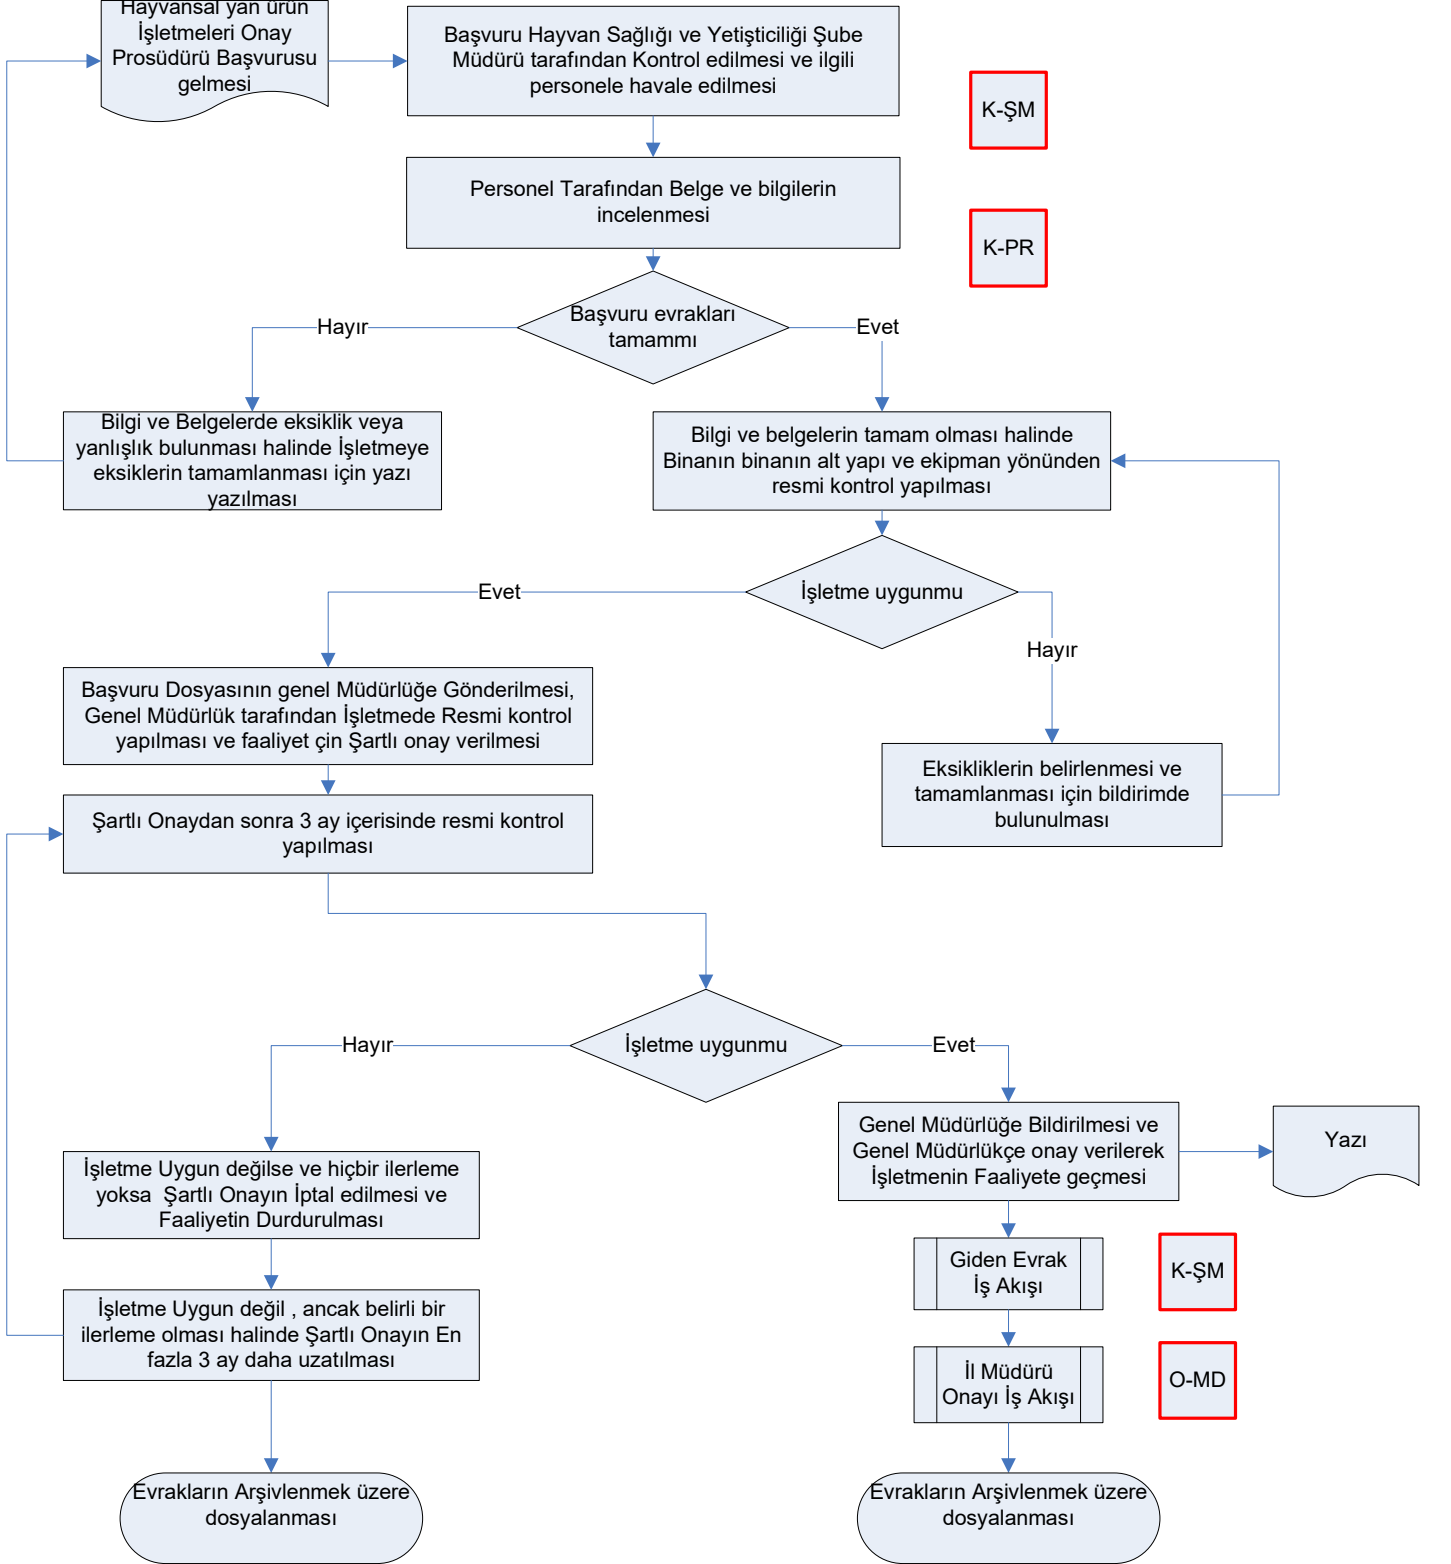 Hayvansal yan ürün
İşletmeleri Onay
Prosüdürü Başvurusu
gelmesi
Başvuru Hayvan Sağlığı ve Yetişticiliği Şube
Müdürü tarafından Kontrol edilmesi ve ilgili
personele havale edilmesi
K-ŞM
Personel Tarafından Belge ve bilgilerin
incelenmesi
K-PR
Başvuru evrakları
tamammı
Hayır
Evet
Bilgi ve Belgelerde eksiklik veya
yanlışlık bulunması halinde İşletmeye
eksiklerin tamamlanması için yazı
yazılması
Bilgi ve belgelerin tamam olması halinde
Binanın binanın alt yapı ve ekipman yönünden
resmi kontrol yapılması
İşletme uygunmu
Evet
Hayır
Başvuru Dosyasının genel Müdürlüğe Gönderilmesi,
Genel Müdürlük tarafından İşletmede Resmi kontrol
yapılması ve faaliyet çin Şartlı onay verilmesi
Eksikliklerin belirlenmesi ve
tamamlanması için bildirimde
bulunulması
Şartlı Onaydan sonra 3 ay içerisinde resmi kontrol
yapılması
İşletme uygunmu
Hayır
Evet
Genel Müdürlüğe Bildirilmesi ve
Genel Müdürlükçe onay verilerek
İşletmenin Faaliyete geçmesi
Yazı
İşletme Uygun değilse ve hiçbir ilerleme
yoksa  Şartlı Onayın İptal edilmesi ve
Faaliyetin Durdurulması
Giden Evrak
İş Akışı
K-ŞM
İşletme Uygun değil , ancak belirli bir
ilerleme olması halinde Şartlı Onayın En
fazla 3 ay daha uzatılması
İl Müdürü
Onayı İş Akışı
O-MD
Evrakların Arşivlenmek üzere
dosyalanması
Evrakların Arşivlenmek üzere
dosyalanması